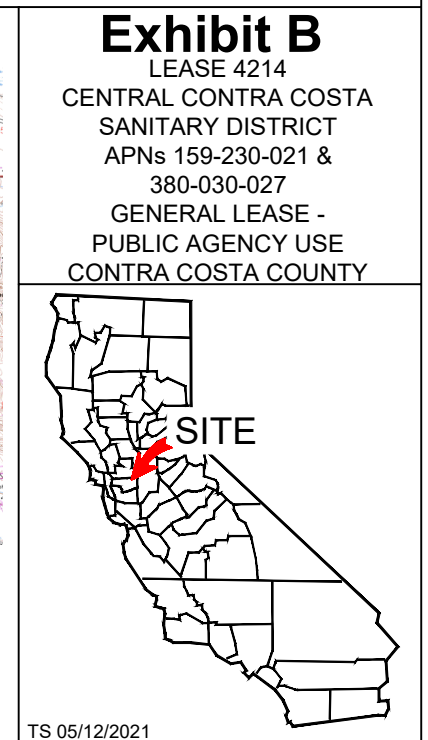 Exhibit B
LEASE 4214
CENTRAL CONTRA COSTA
SANITARY DISTRICT
APNs 159-230-021 &
380-030-027
GENERAL LEASE -
PUBLIC AGENCY USE
CONTRA COSTA COUNTY
SITE
TS 05/12/2021